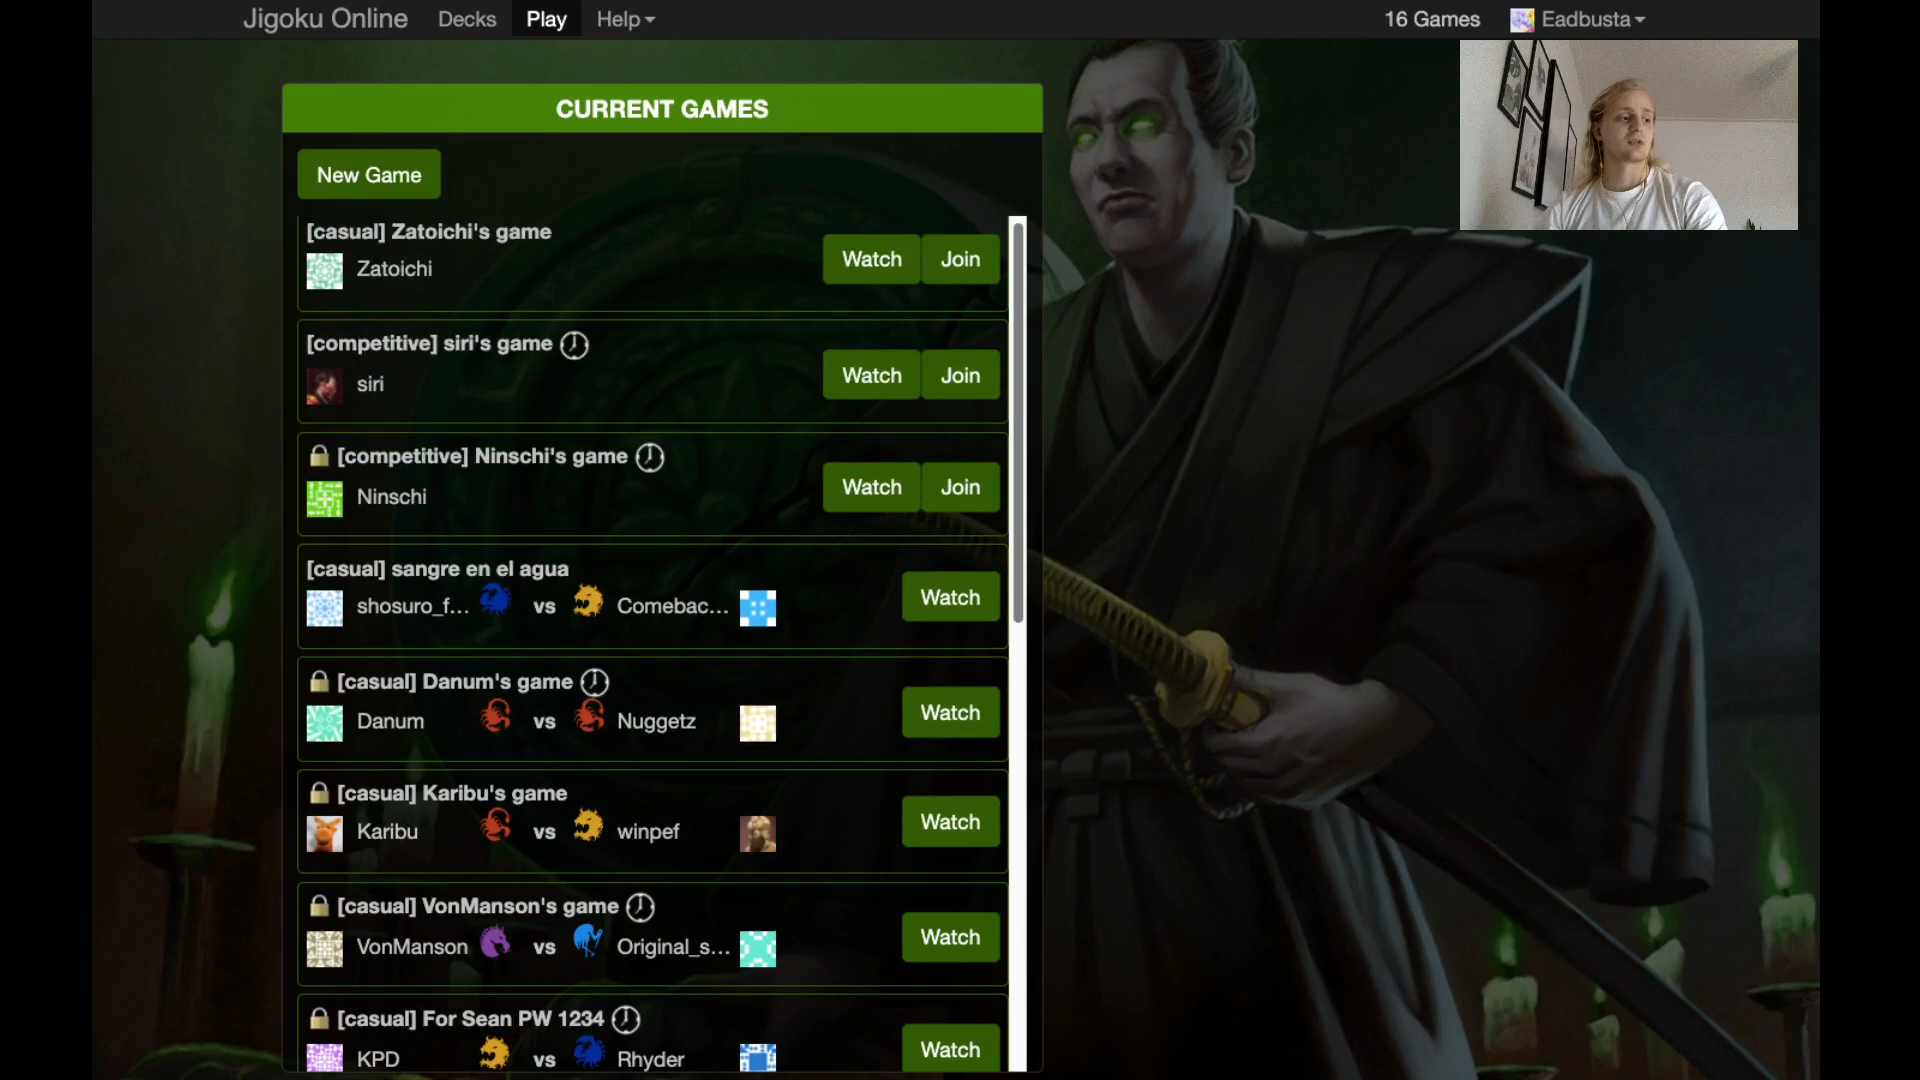 Jigoku Online Decks Play Help 16 Games Eadbusta
CURRENT GAMES
New Game
[casual] Zatoichi's game
Zatoichi
Watch Join
[competitive] siri's game
siri
Watch Join
[competitive] Ninschi's game
Ninschi
Watch Join
[casual] sangre en el agua
shosuro_f... vs Comebac...
Watch
[casual] Danum's game
Danum vs Nuggetz
Watch
[casual] Karibu's game
Karibu vs winpef
Watch
[casual] VonManson's game
VonManson vs Original_s...
Watch
[casual] For Sean PW 1234
KPD vs Rhyder
Watch